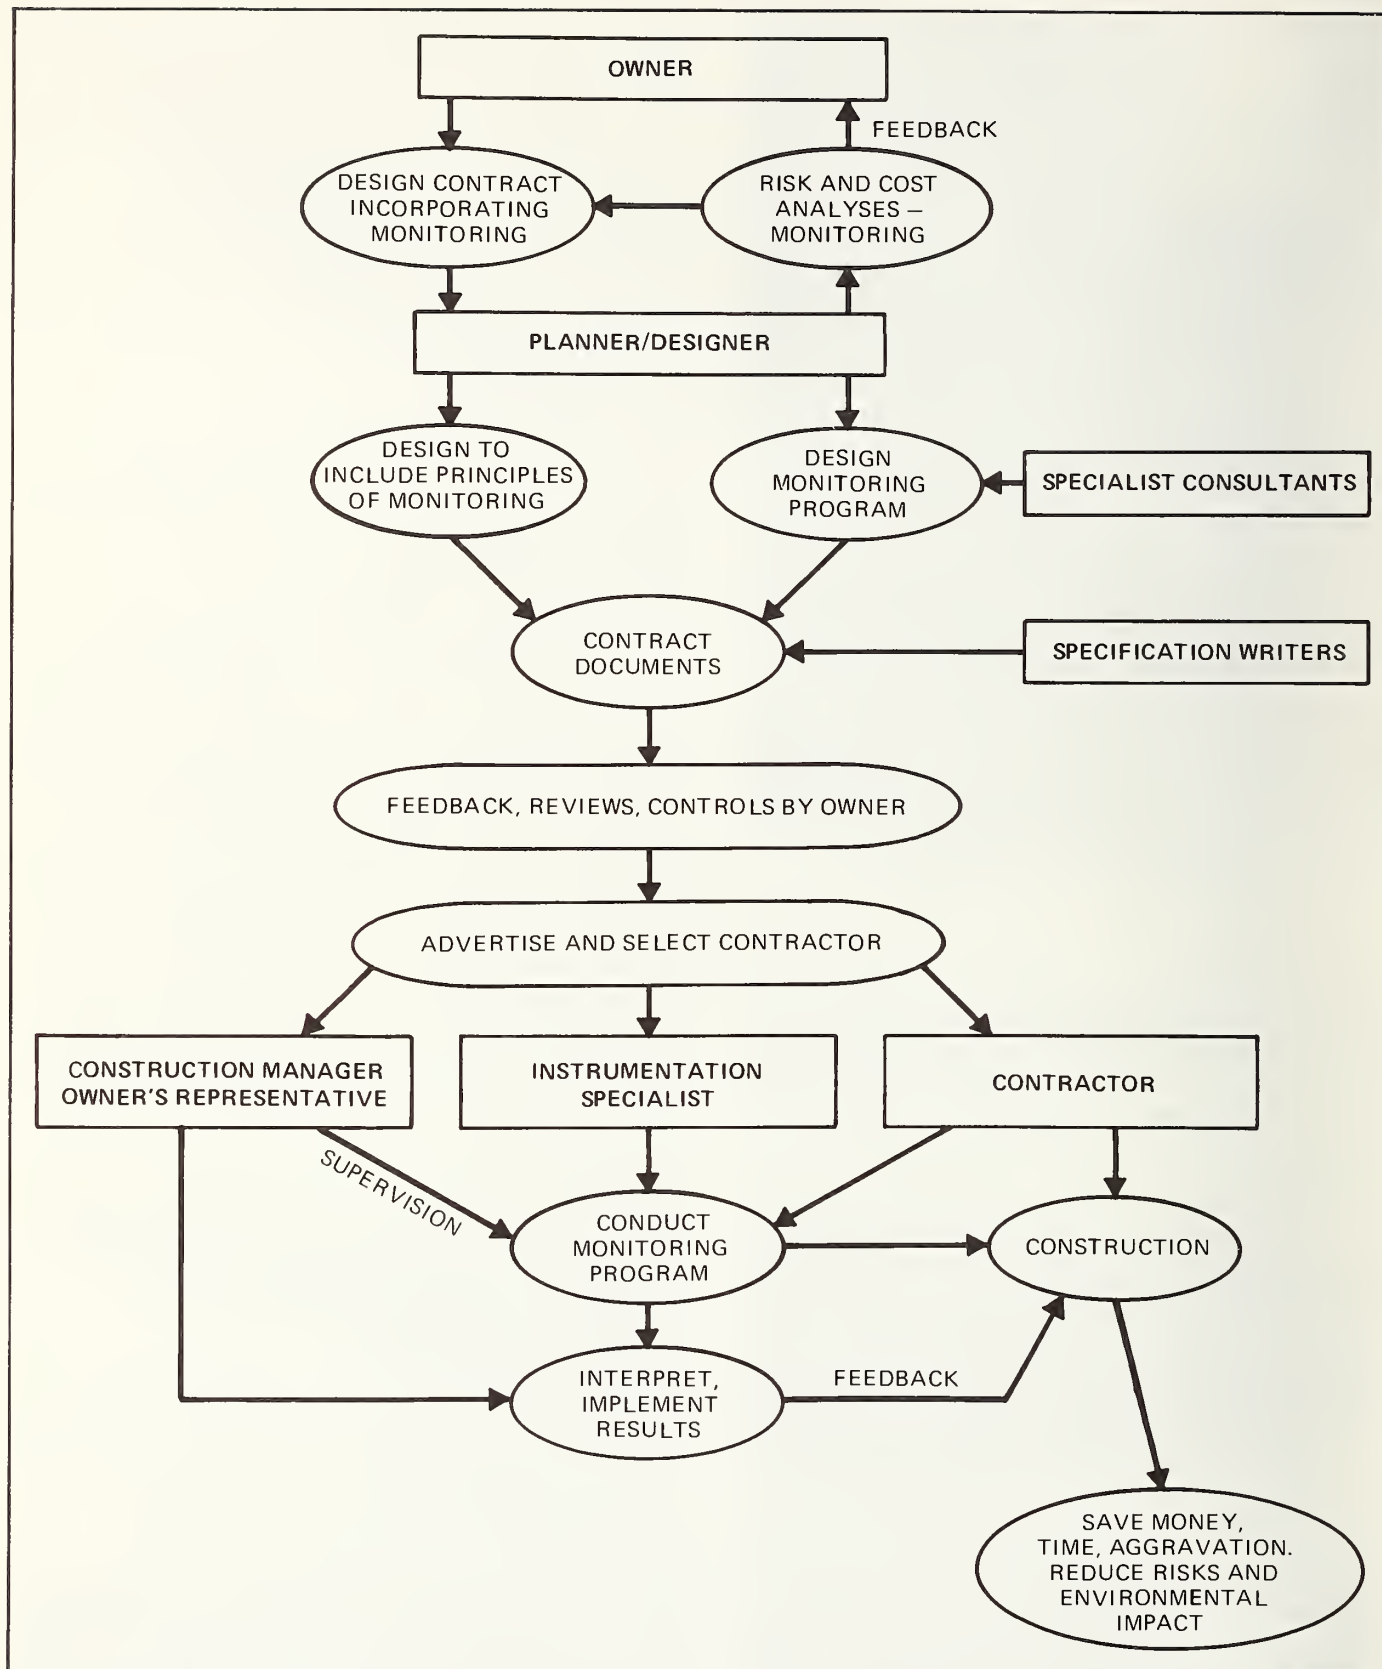 OWNER
FEEDBACK
DESIGN CONTRACT
INCORPORATING
MONITORING
RISK AND COST
ANALYSES –
MONITORING
PLANNER/DESIGNER
DESIGN TO
INCLUDE PRINCIPLES
OF MONITORING
DESIGN
MONITORING
PROGRAM
SPECIALIST CONSULTANTS
CONTRACT
DOCUMENTS
SPECIFICATION WRITERS
FEEDBACK, REVIEWS, CONTROLS BY OWNER
ADVERTISE AND SELECT CONTRACTOR
CONSTRUCTION MANAGER
OWNER'S REPRESENTATIVE
INSTRUMENTATION
SPECIALIST
CONTRACTOR
SUPERVISION
CONDUCT
MONITORING
PROGRAM
CONSTRUCTION
INTERPRET,
IMPLEMENT
RESULTS
FEEDBACK
SAVE MONEY,
TIME, AGGRAVATION.
REDUCE RISKS AND
ENVIRONMENTAL
IMPACT